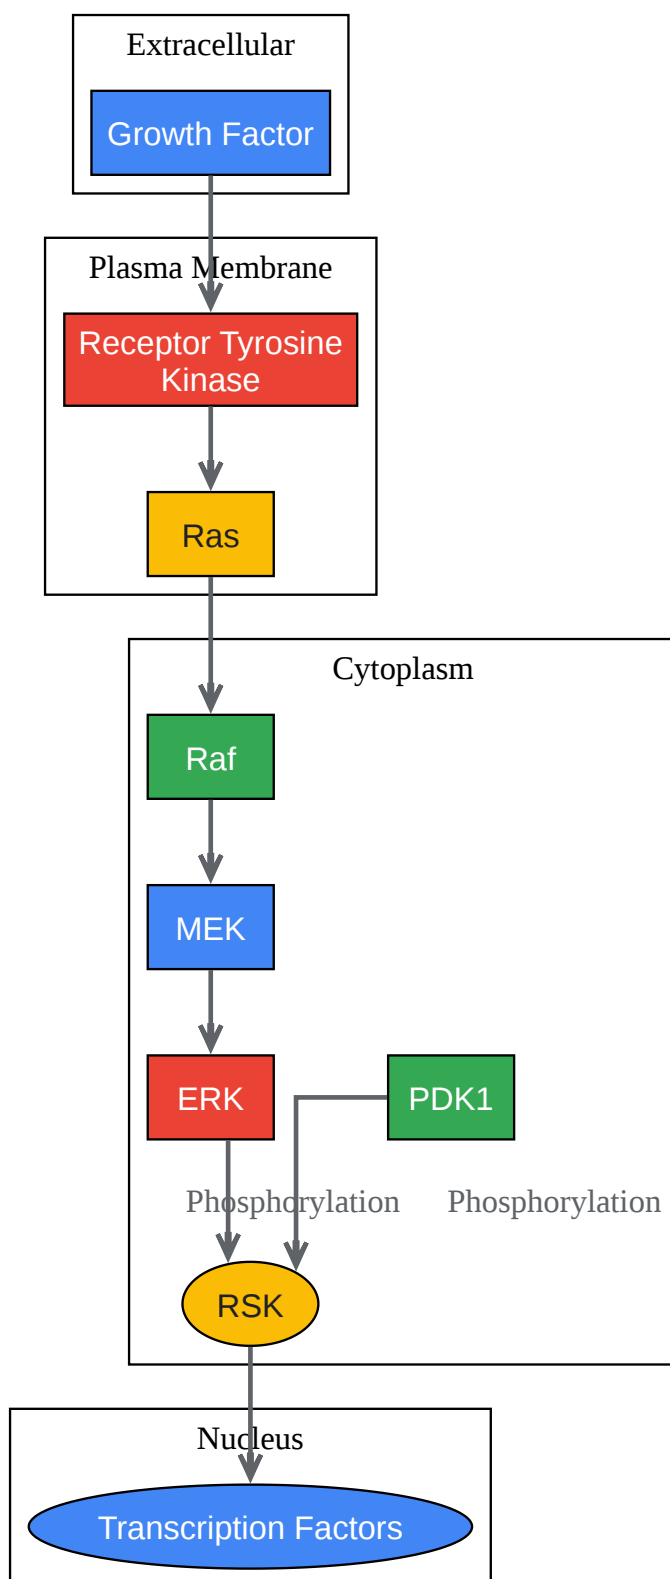 Extracellular
Growth Factor
Plasma Membrane
Receptor Tyrosine
Kinase
Ras
Cytoplasm
Raf
MEK
ERK
PDK1
Phosphorylation
Phosphorylation
RSK
Nucleus
Transcription Factors